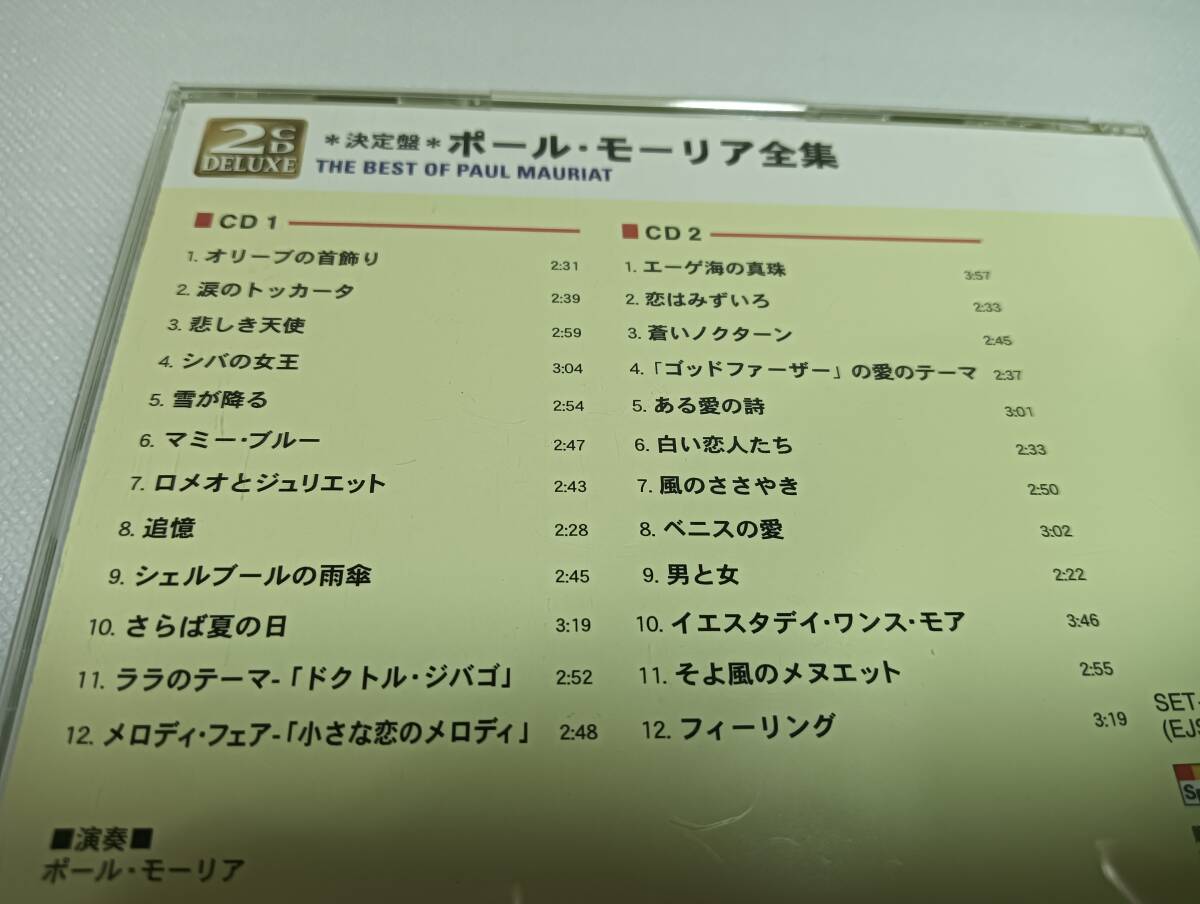 2CD DELUXE
*決定盤*ポール・モーリア全集
THE BEST OF PAUL MAURIAT
■CD 1
1. オリーブの首飾り 2:31
2. 涙のトッカータ 2:39
3. 悲しき天使 2:59
4. シバの女王 3:04
5. 雪が降る 2:54
6. マミー・ブルー 2:47
7. ロメオとジュリエット 2:43
8. 追憶 2:28
9. シェルブールの雨傘 2:45
10. さらば夏の日 3:19
11. ララのテーマ-「ドクトル・ジバゴ」 2:52
12. メロディ・フェア-「小さな恋のメロディ」 2:48
■CD 2
1. エーゲ海の真珠 3:57
2. 恋はみずいろ 2:33
3. 蒼いノクターン 2:45
4. 「ゴッドファーザー」の愛のテーマ 2:37
5. ある愛の詩 3:01
6. 白い恋人たち 2:33
7. 風のささやき 2:50
8. ベニスの愛 3:02
9. 男と女 2:22
10. イエスタデイ・ワンス・モア 3:46
11. そよ風のメヌエット 2:55
12. フィーリング 3:19
■演奏■
ポール・モーリア
SET-
(EJS